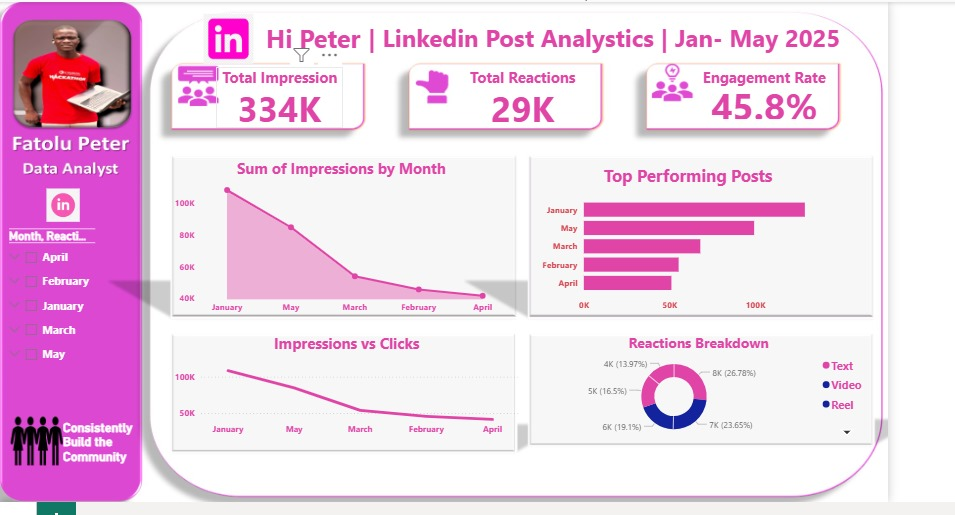 in
Hi Peter | Linkedin Post Analystics | Jan- May 2025
Fatolu Peter
Data Analyst
in
Month, Reacti...
April
February
January
March
May
Consistently
Build the
Community
Total Impression
334K
Total Reactions
29K
Engagement Rate
45.8%
Sum of Impressions by Month
100K
80K
60K
40K
January May March February April
Top Performing Posts
January
May
March
February
April
0K 50K 100K
Impressions vs Clicks
100K
50K
January May March February April
Reactions Breakdown
4K (13.97%)
8K (26.78%)
5K (16.5%)
6K (19.1%)
7K (23.65%)
Text
Video
Reel